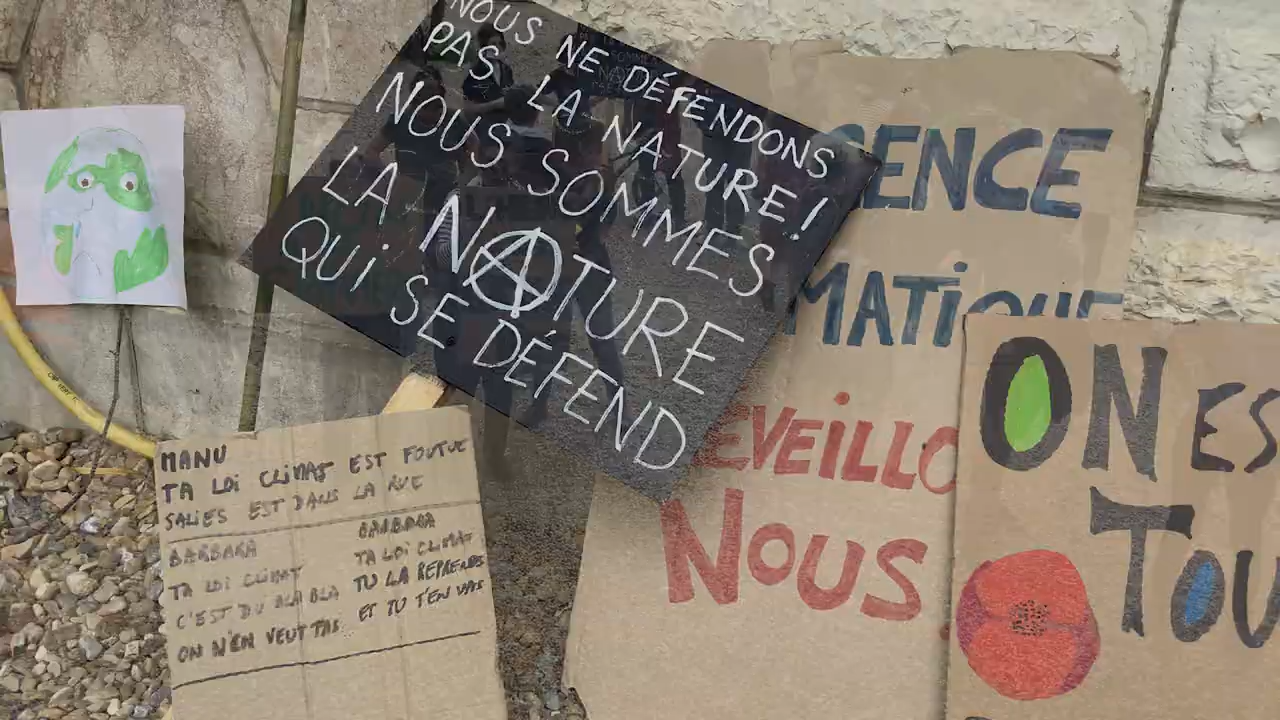 NOUS NE DÉFENDONS
PAS LA NATURE!
NOUS SOMMES
LA NATURE
QUI SE DÉFEND
MANU
TA LOI CLIMAT EST FOUTUE
SALIES EST DANS LA RUE
BARBARA
TA LOI CLIMAT
C'EST DU BLA BLA
ON N'EN VEUT PAS
BARBARA
TA LOI CLIMAT
TU LA REPRENDS
ET TU T'EN VAS
GENCE
MATIQUE
EVEILLO
NOUS
ON ES
TOU